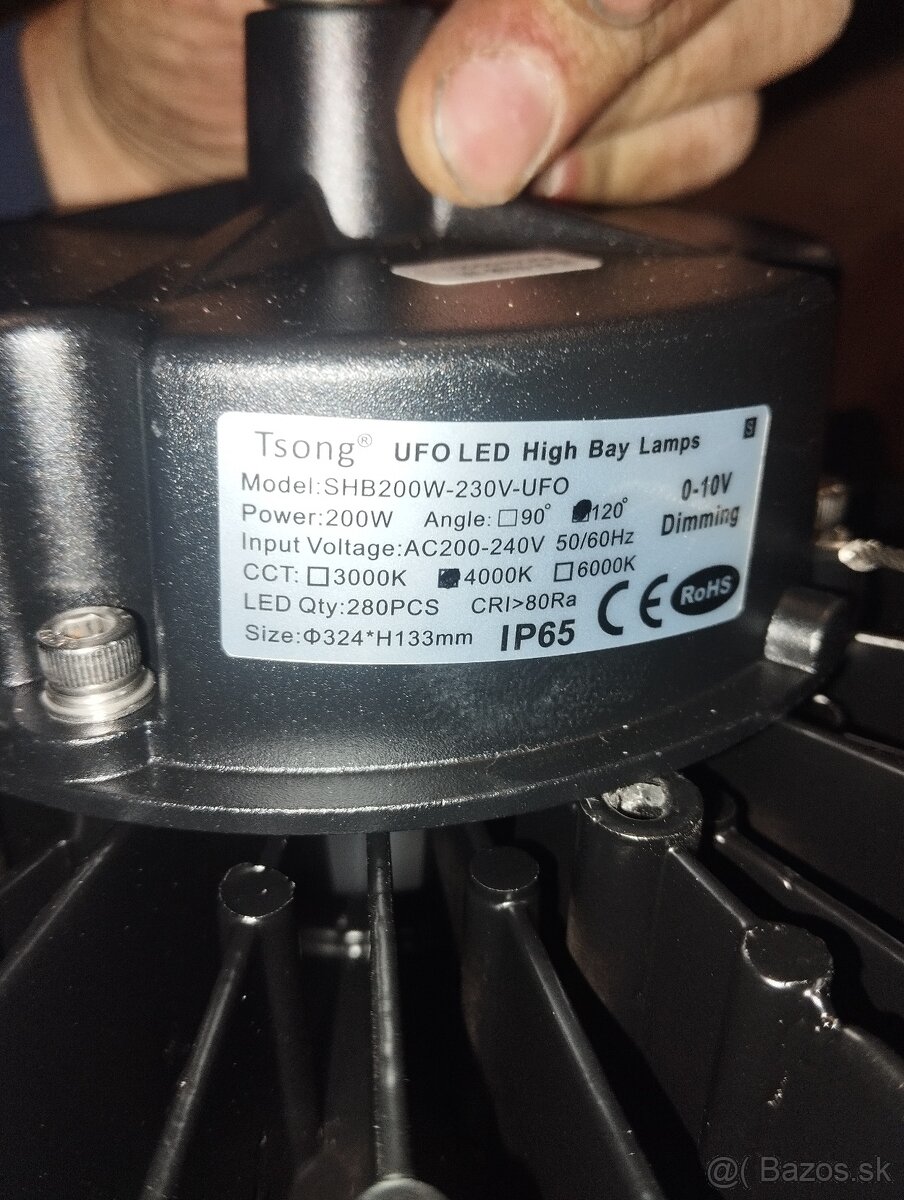 Tsong® UFO LED High Bay Lamps S
Model:SHB200W-230V-UFO
Power:200W Angle: □90° ■120°
0-10V
Dimming
Input Voltage:AC200-240V 50/60Hz
CCT: □3000K ■4000K □6000K
LED Qty:280PCS CRI>80Ra CE RoHS
Size:Φ324*H133mm IP65
@( Bazos.sk